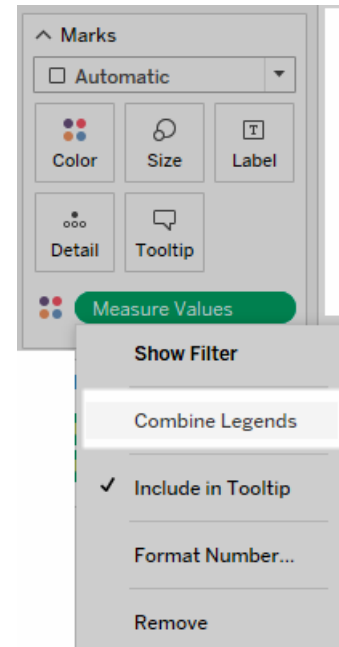 Marks
Automatic
Color Size T Label
Detail Tooltip
Measure Values
Show Filter
Combine Legends
Include in Tooltip
Format Number...
Remove